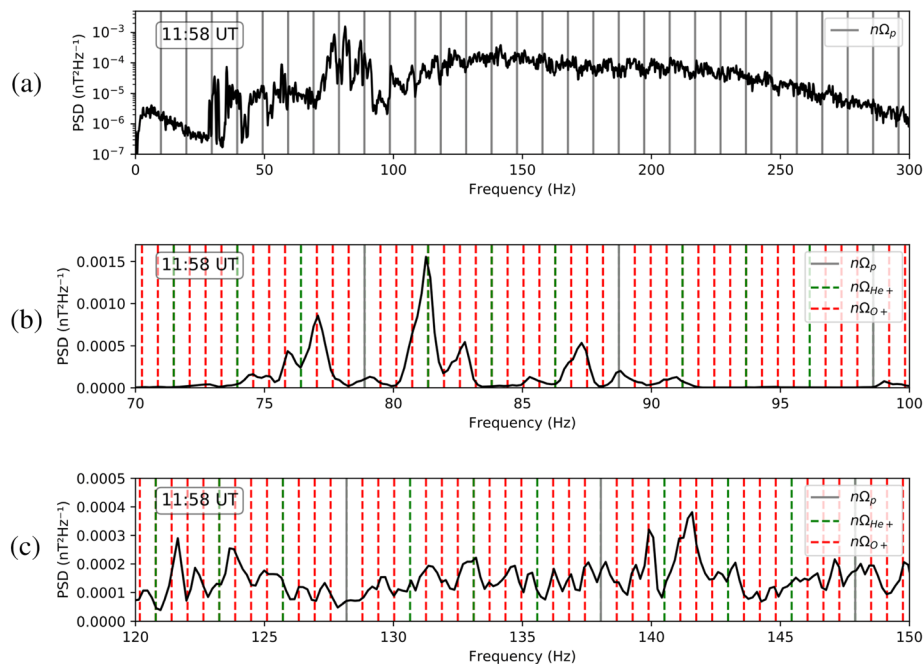 (a)
11:58 UT
nΩp
PSD (nT²Hz⁻¹)
10⁻³
10⁻⁴
10⁻⁵
10⁻⁶
10⁻⁷
0 50 100 150 200 250 300
Frequency (Hz)
(b)
11:58 UT
nΩp
nΩHe+
nΩO+
PSD (nT²Hz⁻¹)
0.0015
0.0010
0.0005
0.0000
70 75 80 85 90 95 100
Frequency (Hz)
(c)
11:58 UT
nΩp
nΩHe+
nΩO+
PSD (nT²Hz⁻¹)
0.0005
0.0004
0.0003
0.0002
0.0001
0.0000
120 125 130 135 140 145 150
Frequency (Hz)